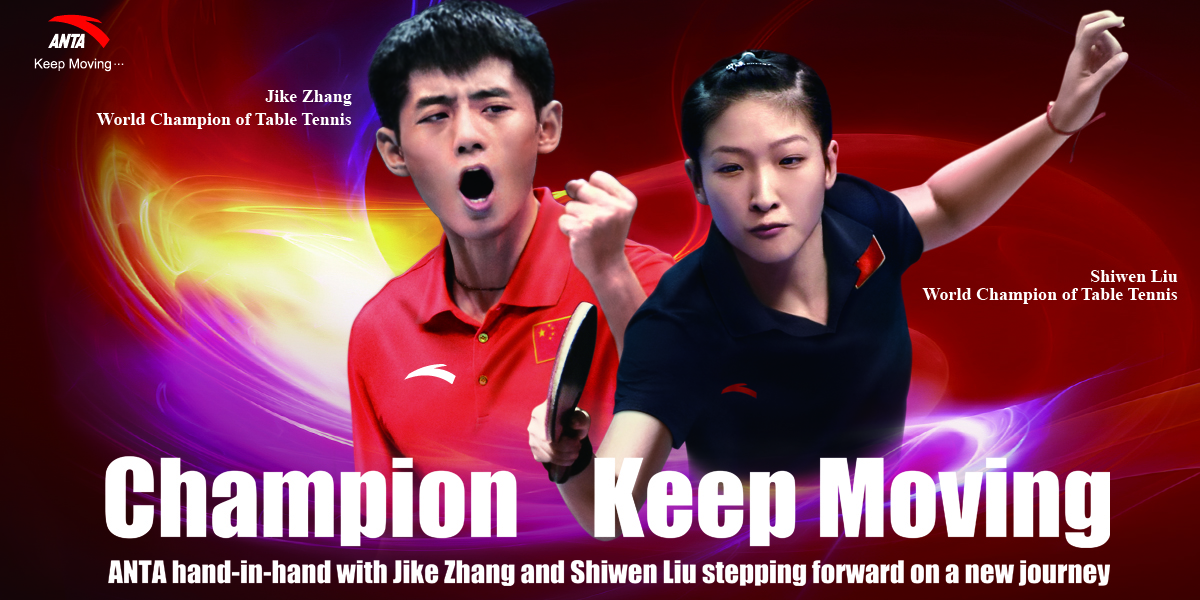 ANTA
Keep Moving···
Jike Zhang
World Champion of Table Tennis
Shiwen Liu
World Champion of Table Tennis
Champion Keep Moving
ANTA hand-in-hand with Jike Zhang and Shiwen Liu stepping forward on a new journey